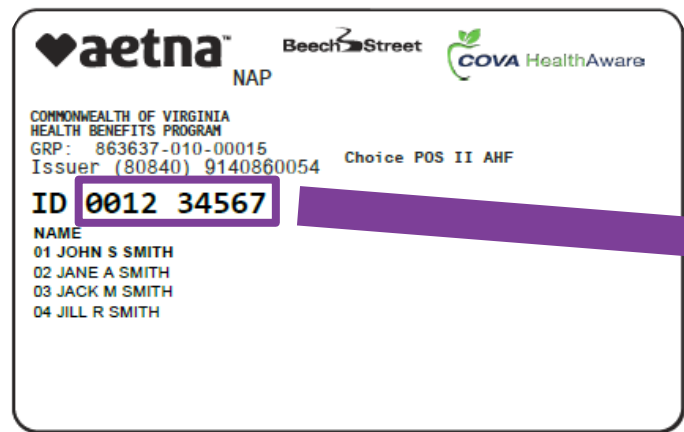 aetna™
NAP
BeechStreet
COVA HealthAware
COMMONWEALTH OF VIRGINIA
HEALTH BENEFITS PROGRAM
GRP: 863637-010-00015
Issuer (80840) 9140860054
Choice POS II AHF
ID 0012 34567
NAME
01 JOHN S SMITH
02 JANE A SMITH
03 JACK M SMITH
04 JILL R SMITH